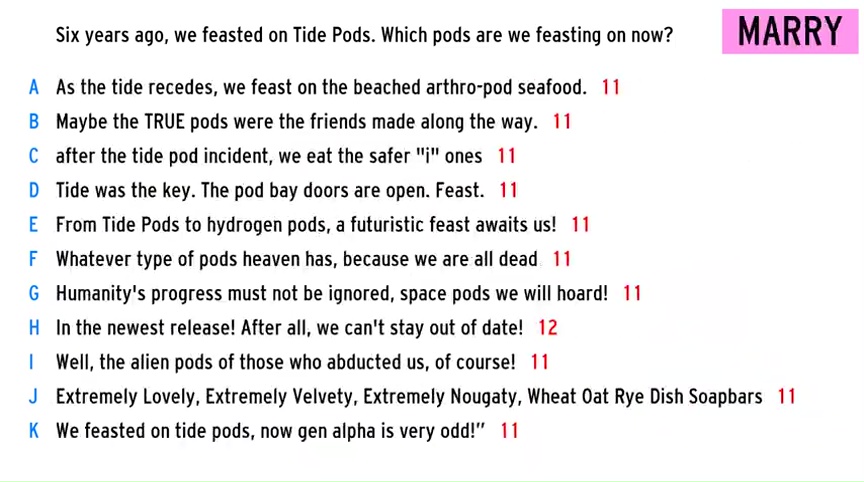 Six years ago, we feasted on Tide Pods. Which pods are we feasting on now?
MARRY
A As the tide recedes, we feast on the beached arthro-pod seafood. 11
B Maybe the TRUE pods were the friends made along the way. 11
C after the tide pod incident, we eat the safer "i" ones 11
D Tide was the key. The pod bay doors are open. Feast. 11
E From Tide Pods to hydrogen pods, a futuristic feast awaits us! 11
F Whatever type of pods heaven has, because we are all dead 11
G Humanity's progress must not be ignored, space pods we will hoard! 11
H In the newest release! After all, we can't stay out of date! 12
I Well, the alien pods of those who abducted us, of course! 11
J Extremely Lovely, Extremely Velvety, Extremely Nougaty, Wheat Oat Rye Dish Soapbars 11
K We feasted on tide pods, now gen alpha is very odd!” 11